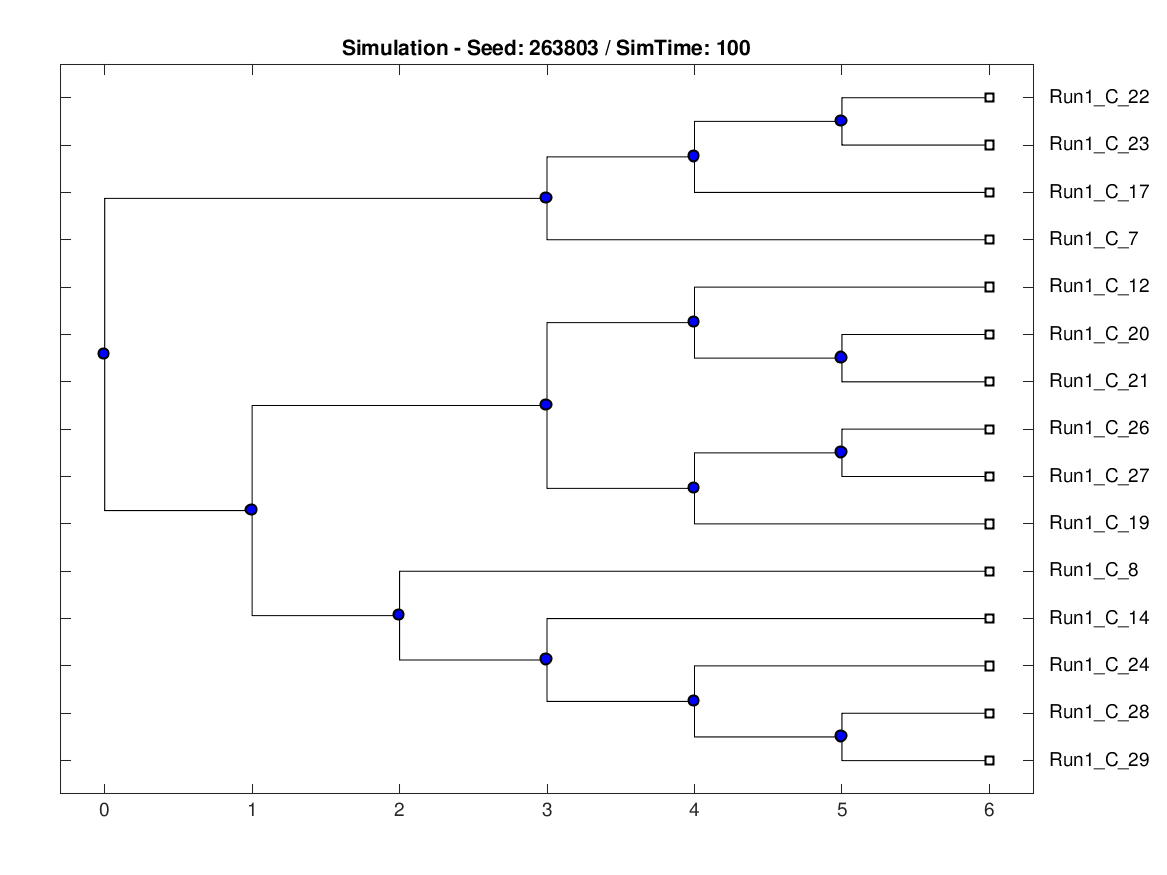 Simulation - Seed: 263803 / SimTime: 100
Run1_C_22
Run1_C_23
Run1_C_17
Run1_C_7
Run1_C_12
Run1_C_20
Run1_C_21
Run1_C_26
Run1_C_27
Run1_C_19
Run1_C_8
Run1_C_14
Run1_C_24
Run1_C_28
Run1_C_29
0 1 2 3 4 5 6